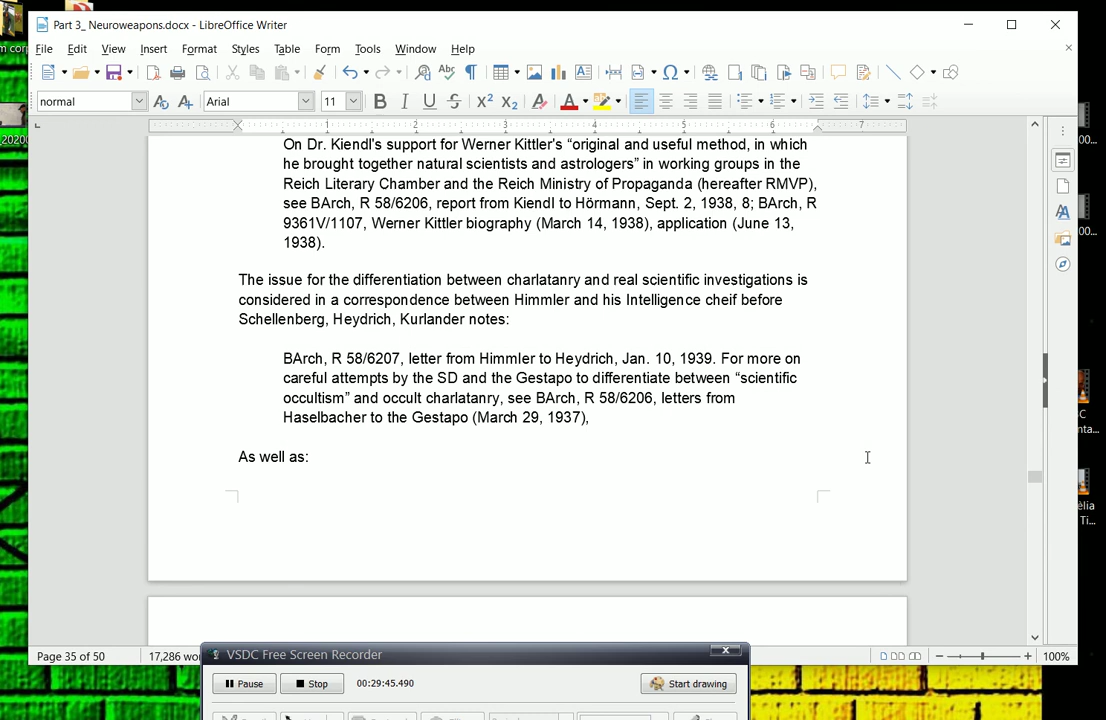 Part 3_ Neuroweapons.docx - LibreOffice Writer
File Edit View Insert Format Styles Table Form Tools Window Help
normal Arial 11
1 2 3 4 5 6 7
On Dr. Kiendl's support for Werner Kittler's “original and useful method, in which
he brought together natural scientists and astrologers” in working groups in the
Reich Literary Chamber and the Reich Ministry of Propaganda (hereafter RMVP),
see BArch, R 58/6206, report from Kiendl to Hörmann, Sept. 2, 1938, 8; BArch, R
9361V/1107, Werner Kittler biography (March 14, 1938), application (June 13,
1938).
The issue for the differentiation between charlatanry and real scientific investigations is
considered in a correspondence between Himmler and his Intelligence cheif before
Schellenberg, Heydrich, Kurlander notes:
BArch, R 58/6207, letter from Himmler to Heydrich, Jan. 10, 1939. For more on
careful attempts by the SD and the Gestapo to differentiate between “scientific
occultism” and occult charlatanry, see BArch, R 58/6206, letters from
Haselbacher to the Gestapo (March 29, 1937),
As well as:
Page 35 of 50 17,286 wo 100%
VSDC Free Screen Recorder
Pause Stop 00:29:45.490 Start drawing